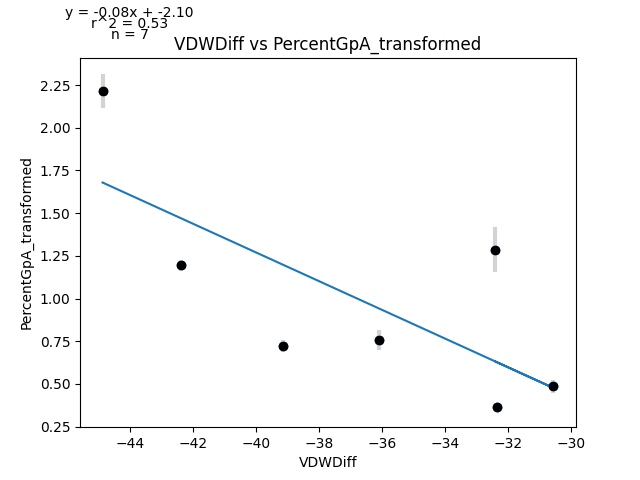 y = -0.08x + -2.10
r^2 = 0.53
n = 7
VDWDiff vs PercentGpA_transformed
PercentGpA_transformed
2.25
2.00
1.75
1.50
1.25
1.00
0.75
0.50
0.25
−44 −42 −40 −38 −36 −34 −32 −30
VDWDiff